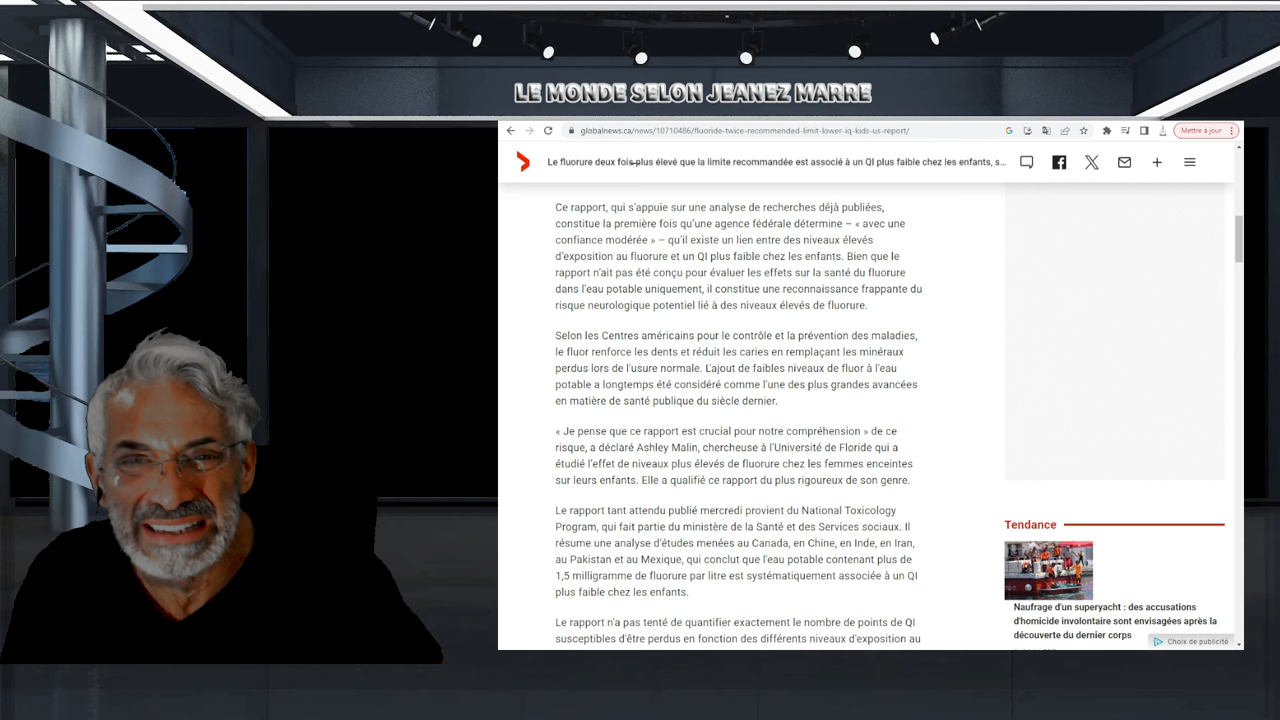 LE MONDE SELON JEANEZ MARRE
globalnews.ca/news/10710486/fluoride-twice-recommended-limit-lower-iq-kids-us-report/
Mettre à jour
Le fluorure deux fois plus élevé que la limite recommandée est associé à un QI plus faible chez les enfants, s...
Ce rapport, qui s'appuie sur une analyse de recherches déjà publiées,
constitue la première fois qu'une agence fédérale détermine – « avec une
confiance modérée » – qu'il existe un lien entre des niveaux élevés
d'exposition au fluorure et un QI plus faible chez les enfants. Bien que le
rapport n'ait pas été conçu pour évaluer les effets sur la santé du fluorure
dans l'eau potable uniquement, il constitue une reconnaissance frappante du
risque neurologique potentiel lié à des niveaux élevés de fluorure.
Selon les Centres américains pour le contrôle et la prévention des maladies,
le fluor renforce les dents et réduit les caries en remplaçant les minéraux
perdus lors de l'usure normale. L'ajout de faibles niveaux de fluor à l'eau
potable a longtemps été considéré comme l'une des plus grandes avancées
en matière de santé publique du siècle dernier.
« Je pense que ce rapport est crucial pour notre compréhension » de ce
risque, a déclaré Ashley Malin, chercheuse à l'Université de Floride qui a
étudié l'effet de niveaux plus élevés de fluorure chez les femmes enceintes
sur leurs enfants. Elle a qualifié ce rapport du plus rigoureux de son genre.
Le rapport tant attendu publié mercredi provient du National Toxicology
Program, qui fait partie du ministère de la Santé et des Services sociaux. Il
résume une analyse d'études menées au Canada, en Chine, en Inde, en Iran,
au Pakistan et au Mexique, qui conclut que l'eau potable contenant plus de
1,5 milligramme de fluorure par litre est systématiquement associée à un QI
plus faible chez les enfants.
Le rapport n'a pas tenté de quantifier exactement le nombre de points de QI
susceptibles d'être perdus en fonction des différents niveaux d'exposition au
Tendance
Naufrage d'un superyacht : des accusations
d'homicide involontaire sont envisagées après la
découverte du dernier corps
Choix de publicité